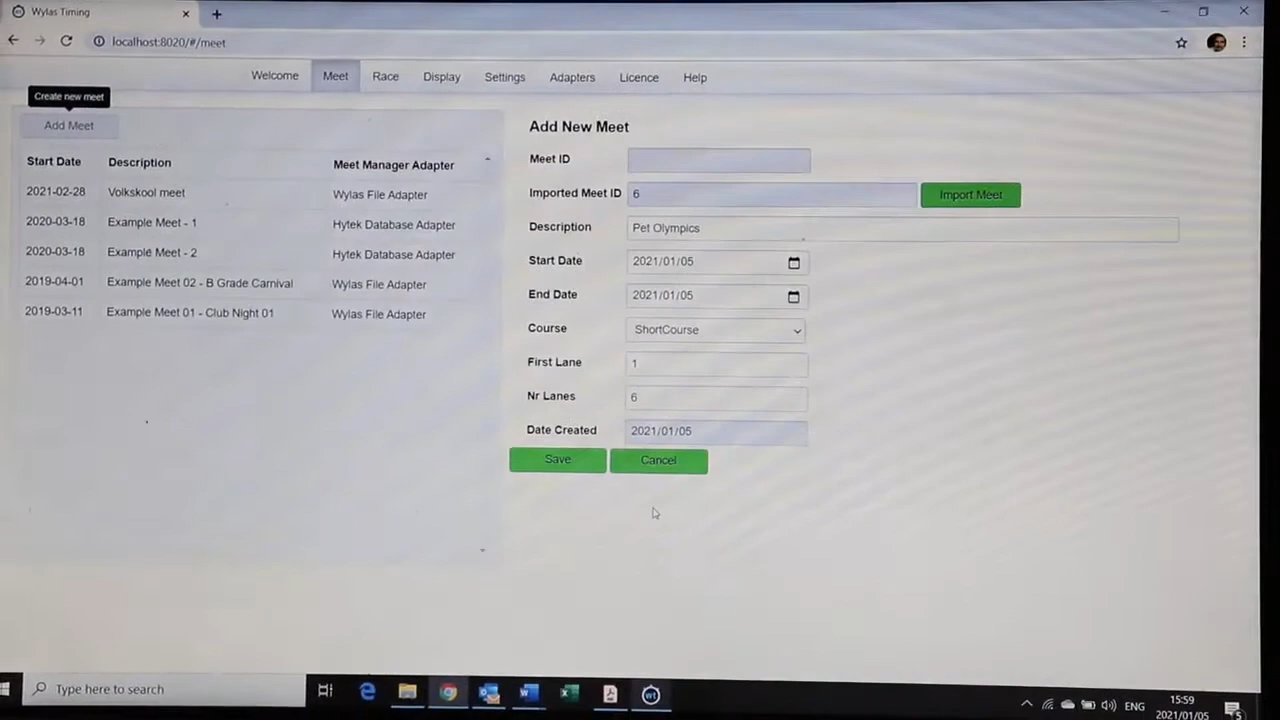 Wylas Timing
localhost:8020/#/meet
Welcome Meet Race Display Settings Adapters Licence Help
Create new meet
Add Meet
Start Date Description Meet Manager Adapter
2021-02-28 Volkskool meet Wylas File Adapter
2020-03-18 Example Meet - 1 Hytek Database Adapter
2020-03-18 Example Meet - 2 Hytek Database Adapter
2019-04-01 Example Meet 02 - B Grade Carnival Wylas File Adapter
2019-03-11 Example Meet 01 - Club Night 01 Wylas File Adapter
Add New Meet
Meet ID
Imported Meet ID 6 Import Meet
Description Pet Olympics
Start Date 2021/01/05
End Date 2021/01/05
Course ShortCourse
First Lane 1
Nr Lanes 6
Date Created 2021/01/05
Save Cancel
Type here to search
wt
ENG
15:59
2021/01/05